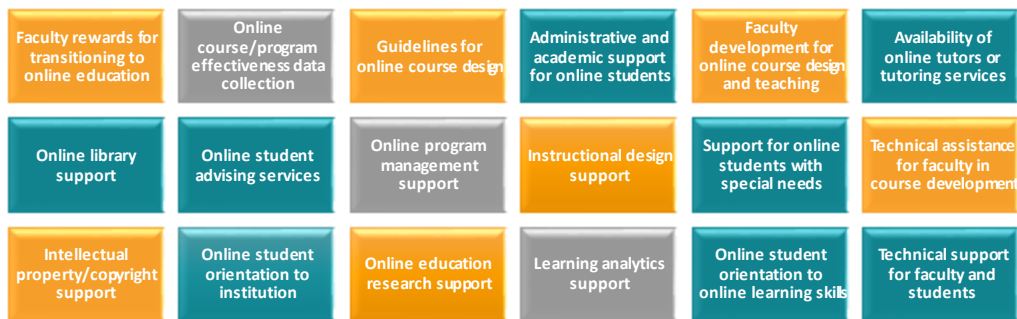 Faculty rewards for
transitioning to
online education
Online
course/program
effectiveness data
collection
Guidelines for
online course design
Administrative and
academic support
for online students
Faculty
development for
online course design
and teaching
Availability of
online tutors or
tutoring services
Online library
support
Online student
advising services
Online program
management
support
Instructional design
support
Support for online
students with
special needs
Technical assistance
for faculty in
course development
Intellectual
property/copyright
support
Online student
orientation to
institution
Online education
research support
Learning analytics
support
Online student
orientation to
online learning skills
Technical support
for faculty and
students